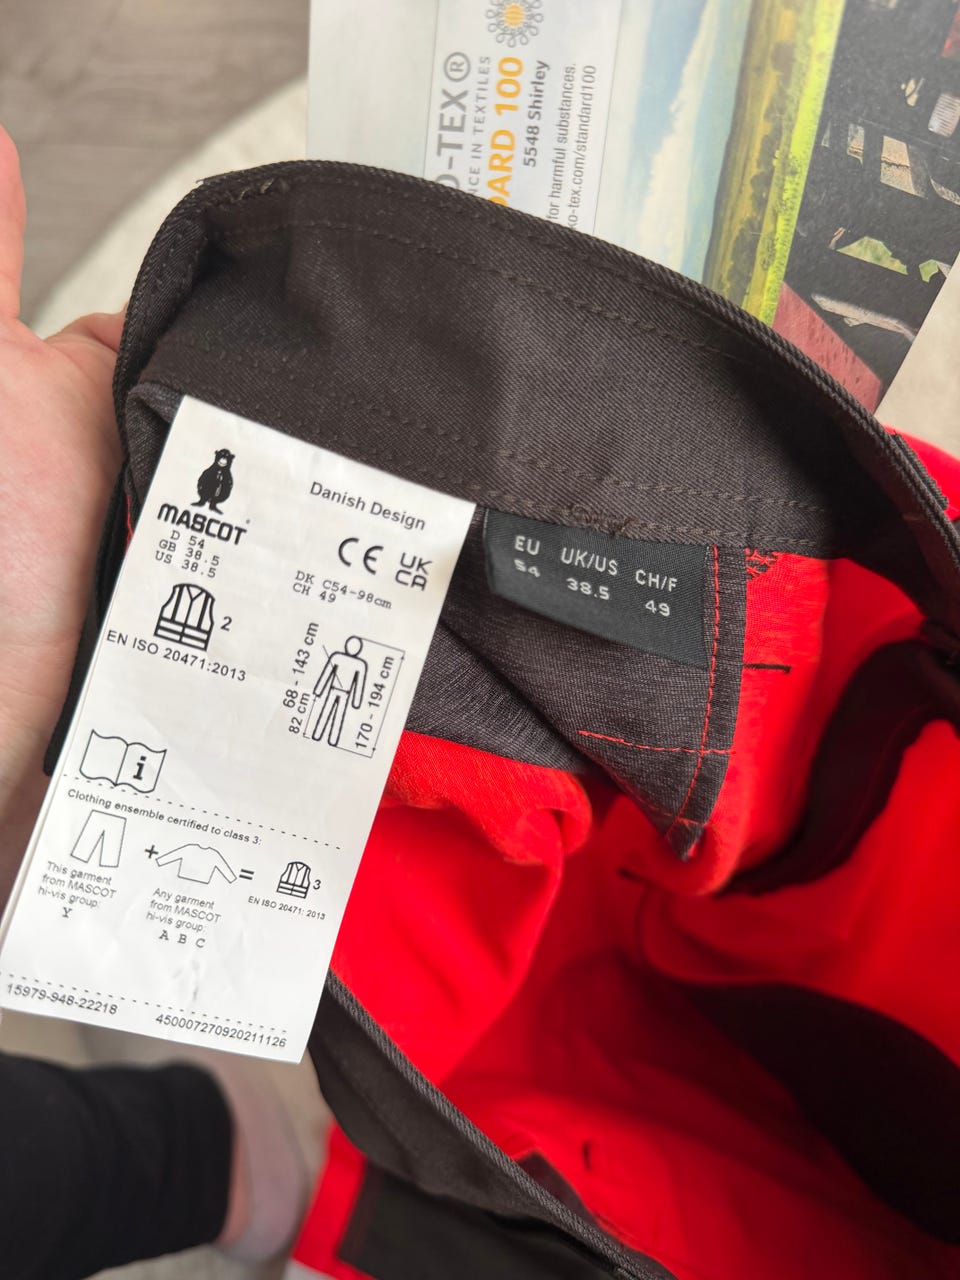 O-TEX®
NCE IN TEXTILES
DARD 100
5548 Shirley
for harmful substances.
ko-tex.com/standard100
MASCOT®
Danish Design
D 54
GB 38.5
US 38.5
CE UK CA
DK C54-98cm
CH 49
2
EN ISO 20471:2013
68 - 143 cm
82 cm
170 - 194 cm
i
Clothing ensemble certified to class 3:
+
=
3
This garment
from MASCOT
hi-vis group:
Y
Any garment
from MASCOT
hi-vis group:
A B C
EN ISO 20471: 2013
15979-948-22218
450007270920211126
EU UK/US CH/F
54 38.5 49